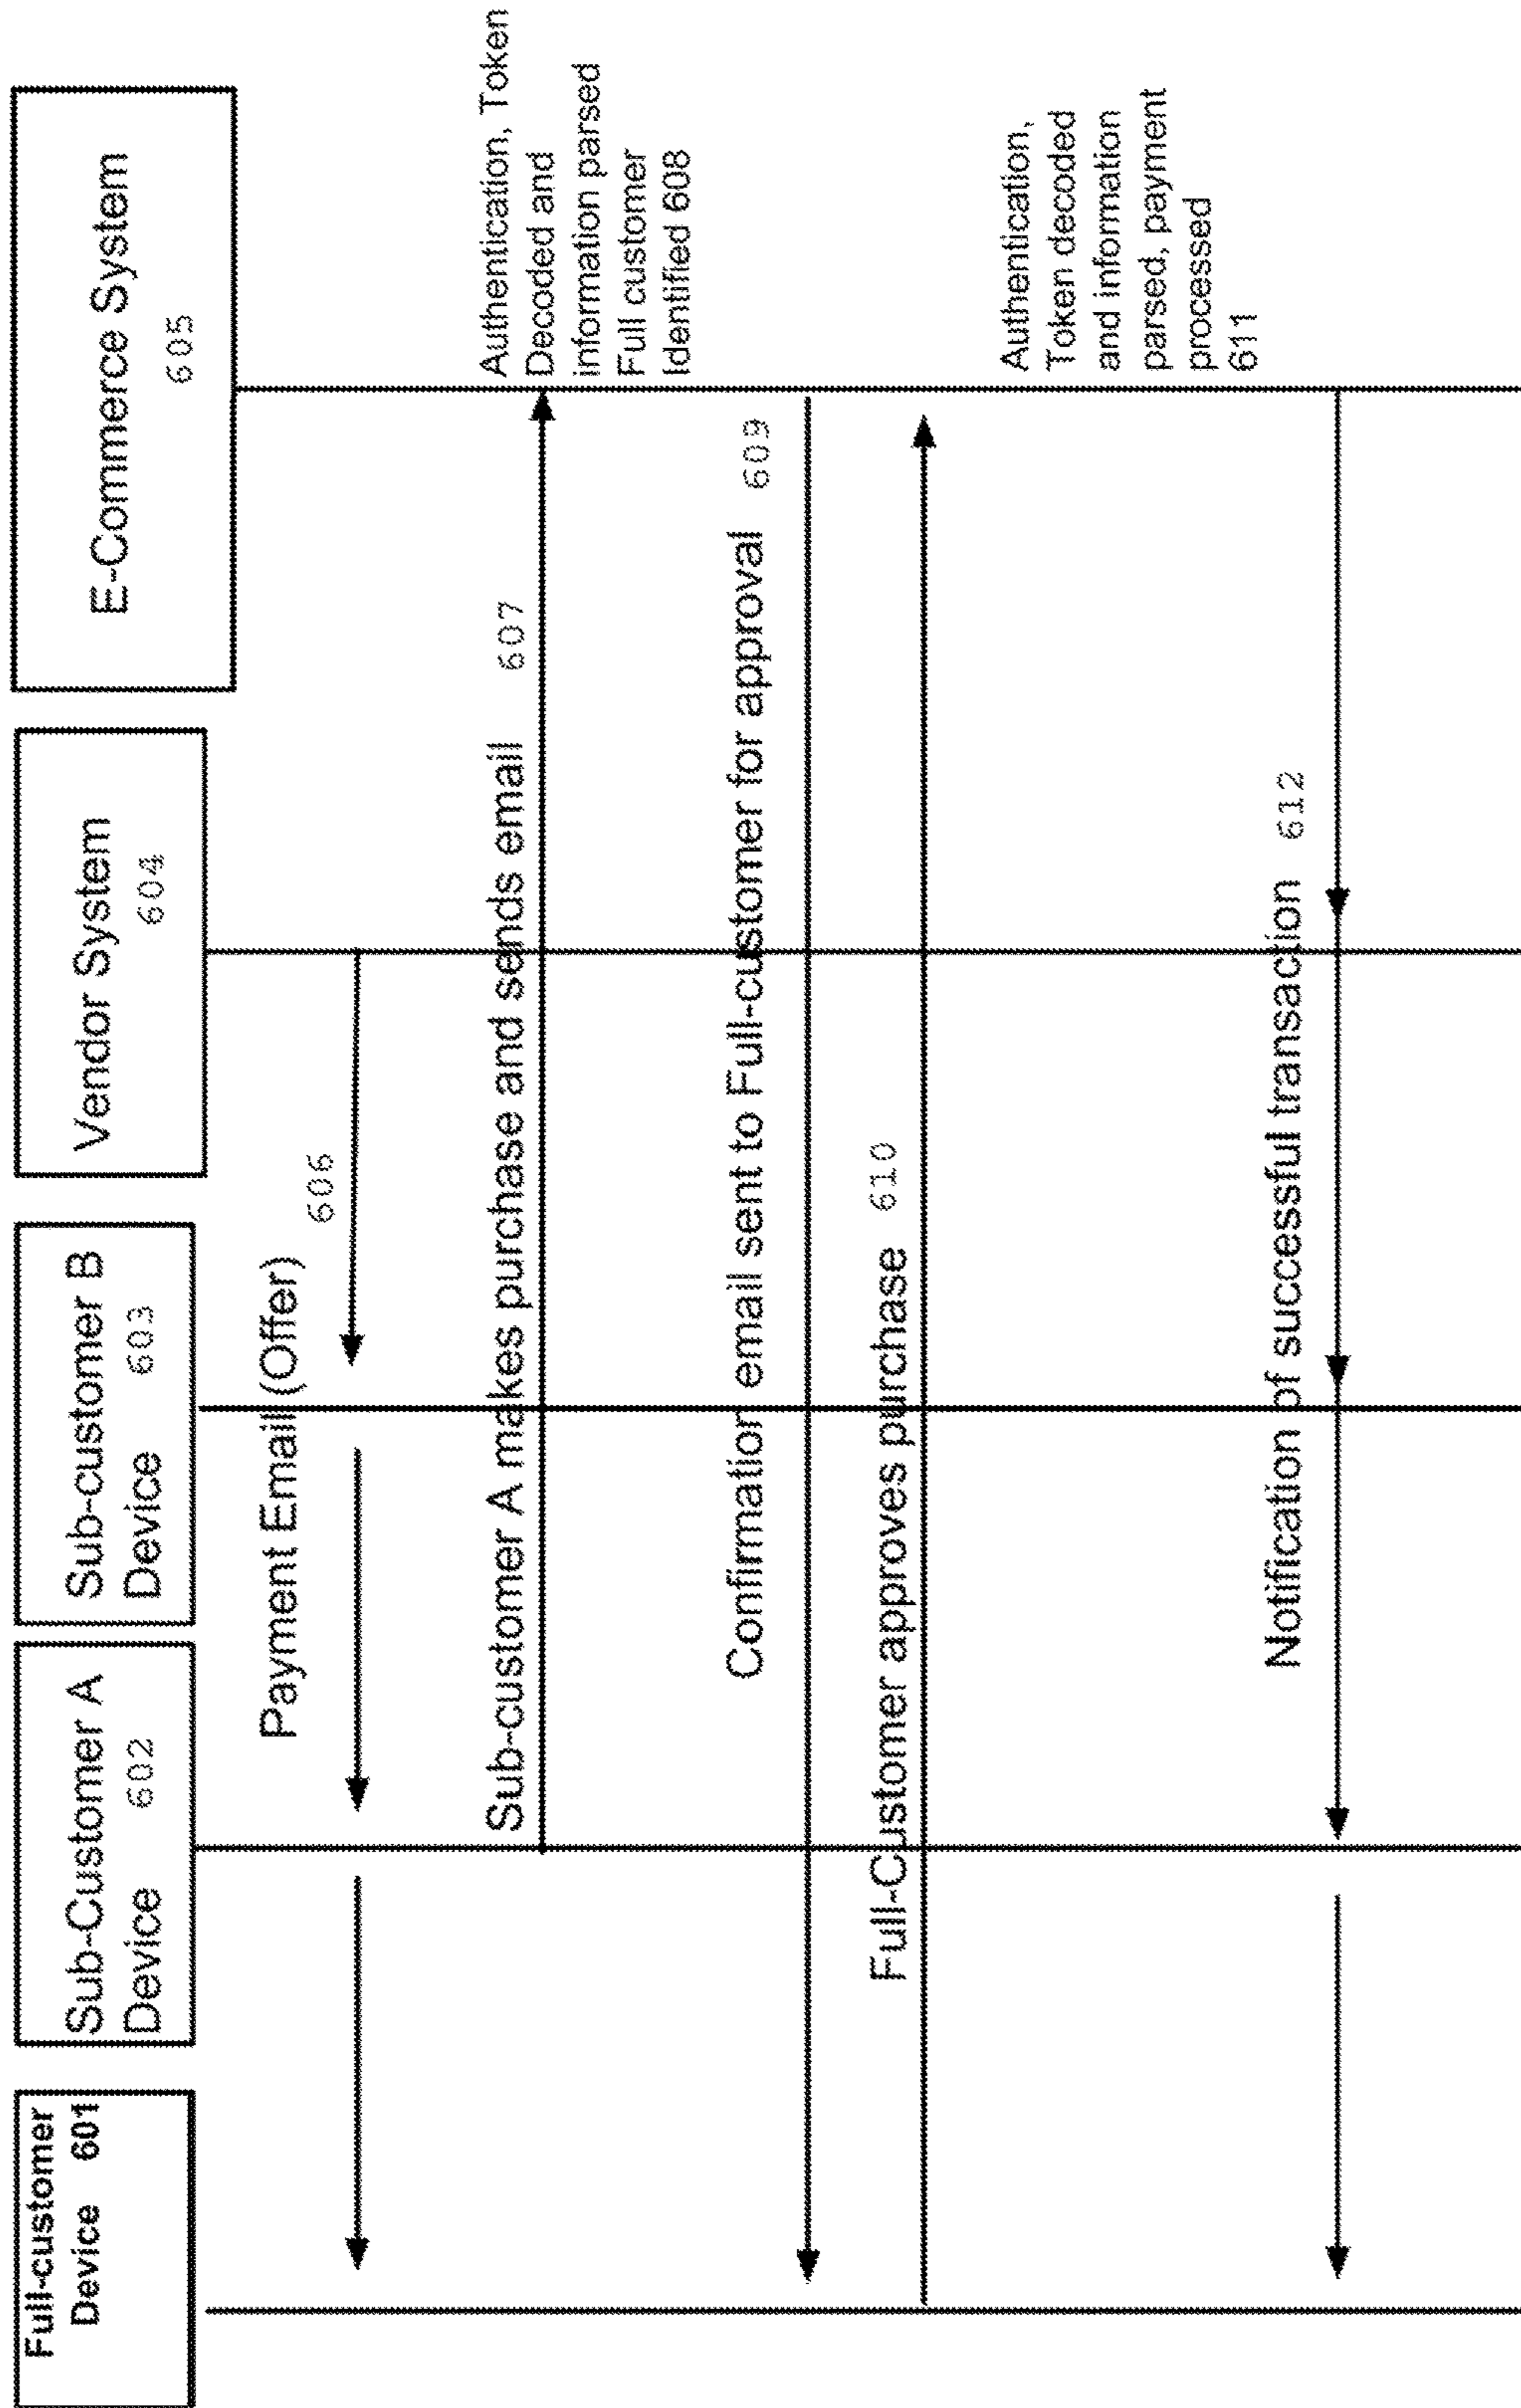 Full-customer
Device 601
Sub-Customer A
Device 602
Sub-customer B
Device 603
Vendor System
604
E-Commerce System
605
Payment Email (Offer)
606
Sub-customer A makes purchase and sends email 607
Authentication, Token
Decoded and
information parsed
Full customer
Identified 608
Confirmation email sent to Full-customer for approval 609
Full-Customer approves purchase 610
Authentication,
Token decoded
and information
parsed, payment
processed
611
Notification of successful transaction 612